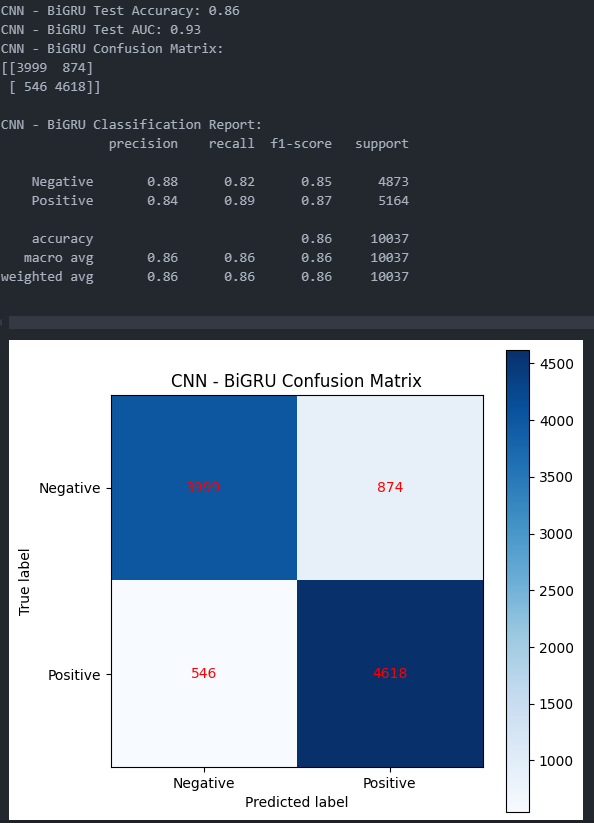 CNN - BiGRU Test Accuracy: 0.86
CNN - BiGRU Test AUC: 0.93
CNN - BiGRU Confusion Matrix:
[[3999  874]
 [ 546 4618]]
CNN - BiGRU Classification Report:
              precision    recall  f1-score   support
    Negative       0.88      0.82      0.85      4873
    Positive       0.84      0.89      0.87      5164
    accuracy                           0.86     10037
   macro avg       0.86      0.86      0.86     10037
weighted avg       0.86      0.86      0.86     10037
CNN - BiGRU Confusion Matrix
4500
4000
3500
3000
2500
2000
1500
1000
True label
Negative
3999 874
Positive
546 4618
Negative Positive
Predicted label